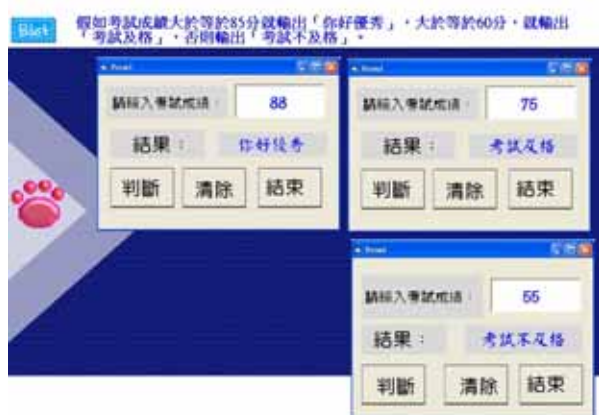 假如考試成績大於等於85分就輸出「你好優秀」，大於等於60分，就輸出
「考試及格」，否則輸出「考試不及格」。
請輸入考試成績：
88
結果：
你好優秀
判斷 清除 結束
請輸入考試成績：
75
結果：
考試及格
判斷 清除 結束
請輸入考試成績：
55
結果：
考試不及格
判斷 清除 結束